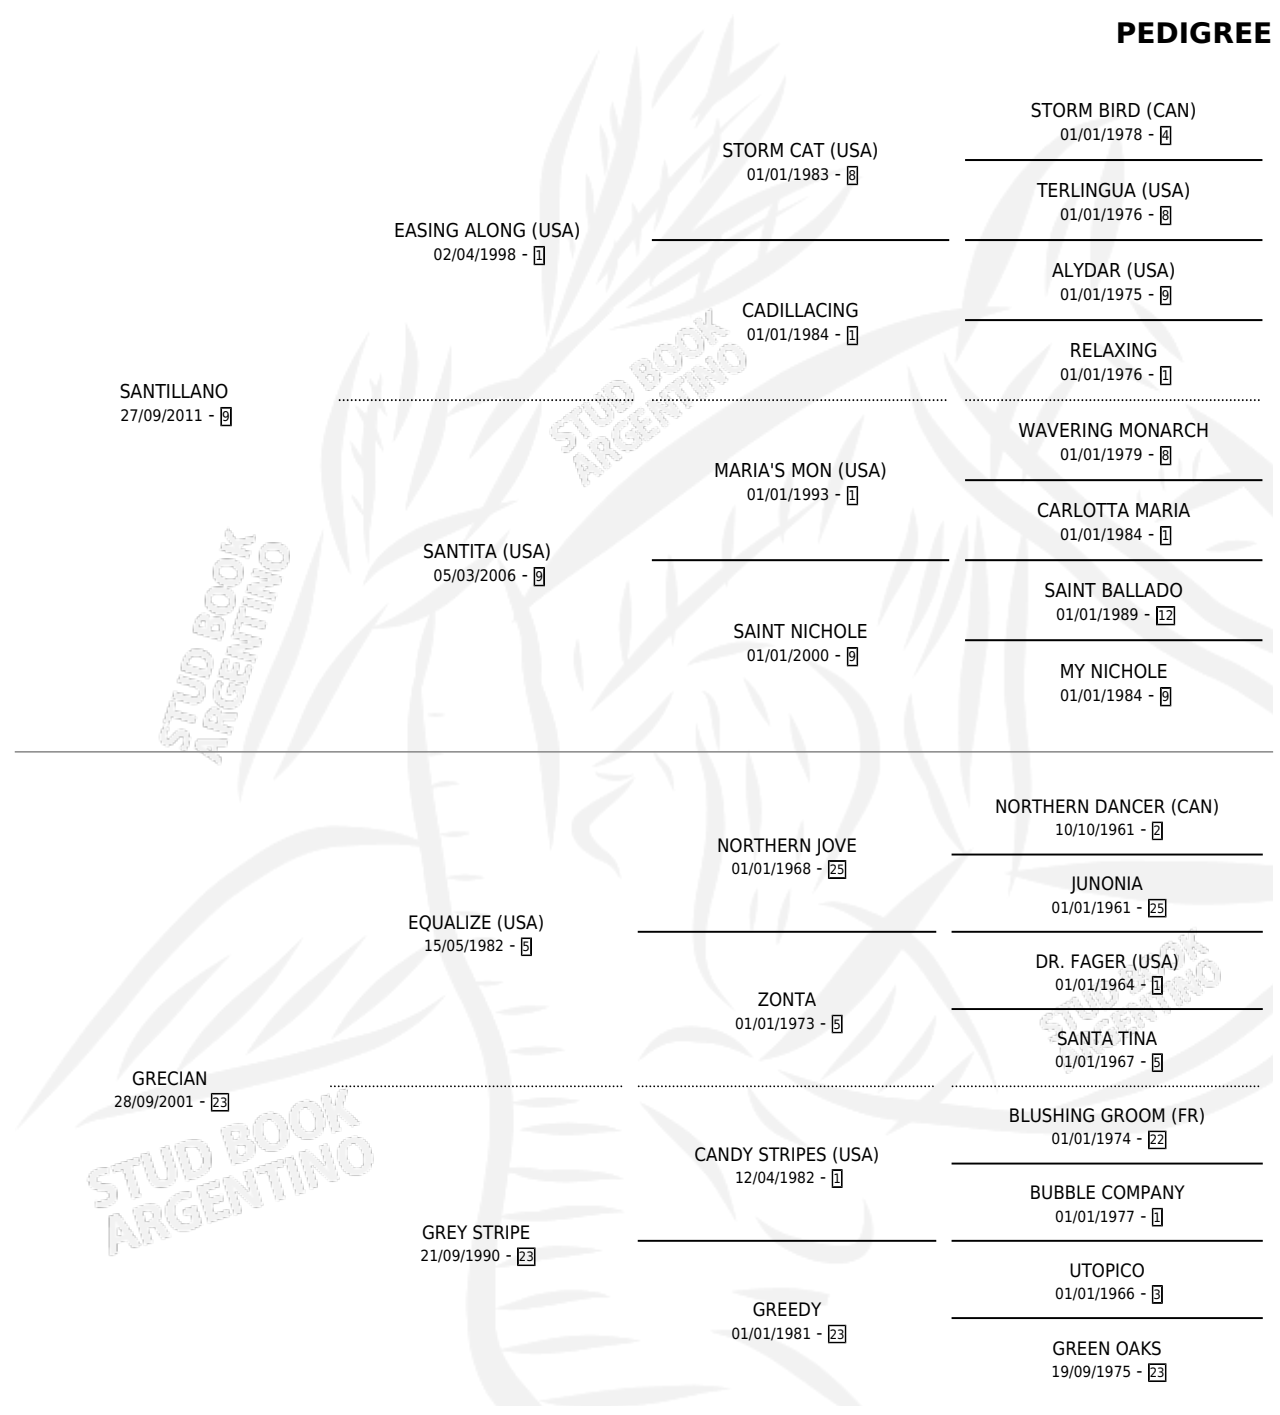 PEDIGREE
STORM BIRD (CAN)
01/01/1978 - 4
STORM CAT (USA)
01/01/1983 - 8
TERLINGUA (USA)
01/01/1976 - 8
EASING ALONG (USA)
02/04/1998 - 1
ALYDAR (USA)
01/01/1975 - 9
CADILLACING
01/01/1984 - 1
RELAXING
01/01/1976 - 1
SANTILLANO
27/09/2011 - 9
WAVERING MONARCH
01/01/1979 - 8
MARIA'S MON (USA)
01/01/1993 - 1
CARLOTTA MARIA
01/01/1984 - 1
SANTITA (USA)
05/03/2006 - 9
SAINT BALLADO
01/01/1989 - 12
SAINT NICHOLE
01/01/2000 - 9
MY NICHOLE
01/01/1984 - 9
NORTHERN DANCER (CAN)
10/10/1961 - 2
NORTHERN JOVE
01/01/1968 - 25
JUNONIA
01/01/1961 - 25
EQUALIZE (USA)
15/05/1982 - 5
DR. FAGER (USA)
01/01/1964 - 1
ZONTA
01/01/1973 - 5
SANTA TINA
01/01/1967 - 5
GRECIAN
28/09/2001 - 23
BLUSHING GROOM (FR)
01/01/1974 - 22
CANDY STRIPES (USA)
12/04/1982 - 1
BUBBLE COMPANY
01/01/1977 - 1
GREY STRIPE
21/09/1990 - 23
UTOPICO
01/01/1966 - 3
GREEDY
01/01/1981 - 23
GREEN OAKS
19/09/1975 - 23
STUD BOOK
ARGENTINO
STUD BOOK
ARGENTINO
STUD BOOK
ARGENTINO
STUD BOOK
ARGENTINO